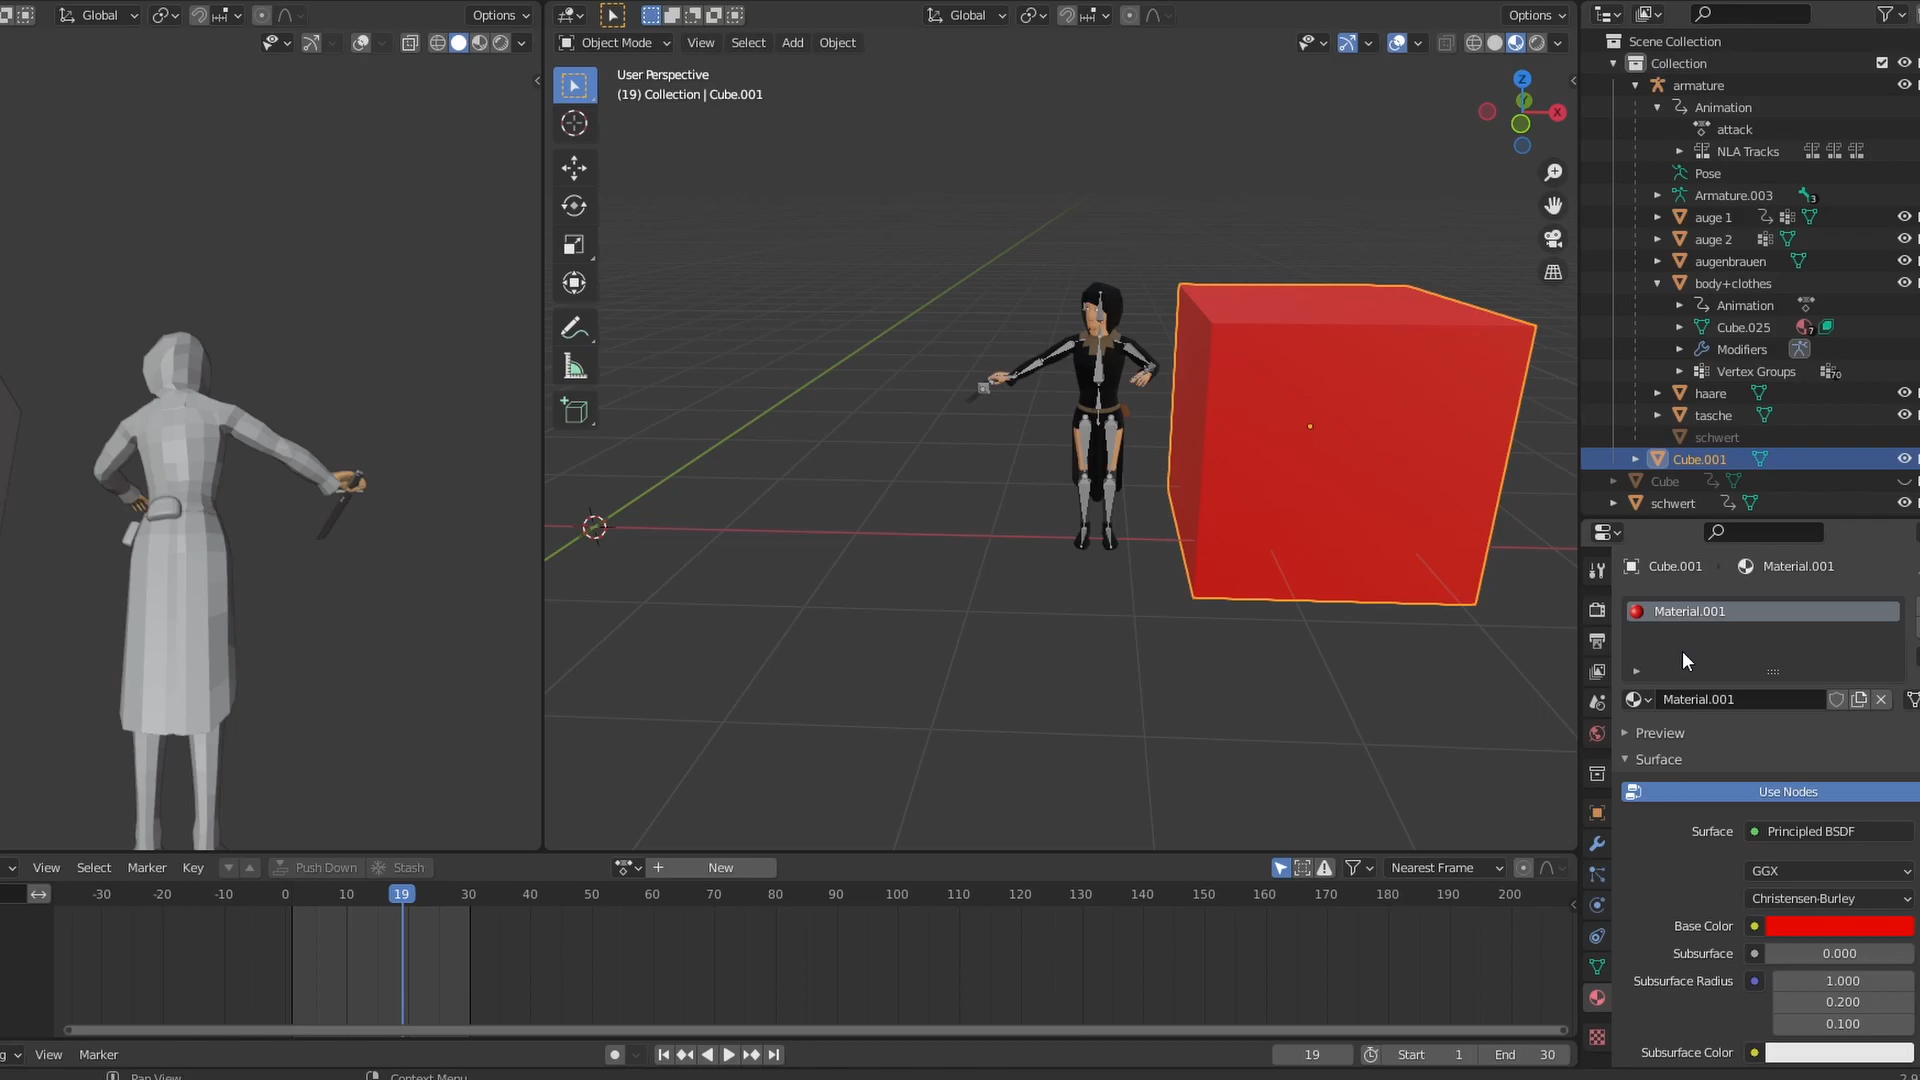 Global
Options
Global
Options
Object Mode
View
Select
Add
Object
User Perspective
(19) Collection | Cube.001
Z
Y
X
Scene Collection
Collection
armature
Animation
attack
NLA Tracks
Pose
Armature.003
3
auge 1
auge 2
augenbrauen
body+clothes
Animation
Cube.025
7
Modifiers
Vertex Groups
70
haare
tasche
schwert
Cube.001
Cube
schwert
Cube.001
Material.001
Material.001
Material.001
Preview
Surface
Use Nodes
Surface
Principled BSDF
GGX
Christensen-Burley
Base Color
Subsurface
0.000
Subsurface Radius
1.000
0.200
0.100
Subsurface Color
View
Select
Marker
Key
Push Down
Stash
New
Nearest Frame
-30
-20
-10
0
10
19
30
40
50
60
70
80
90
100
110
120
130
140
150
160
170
180
190
200
View
Marker
19
Start
1
End
30
Pan View
Context Menu